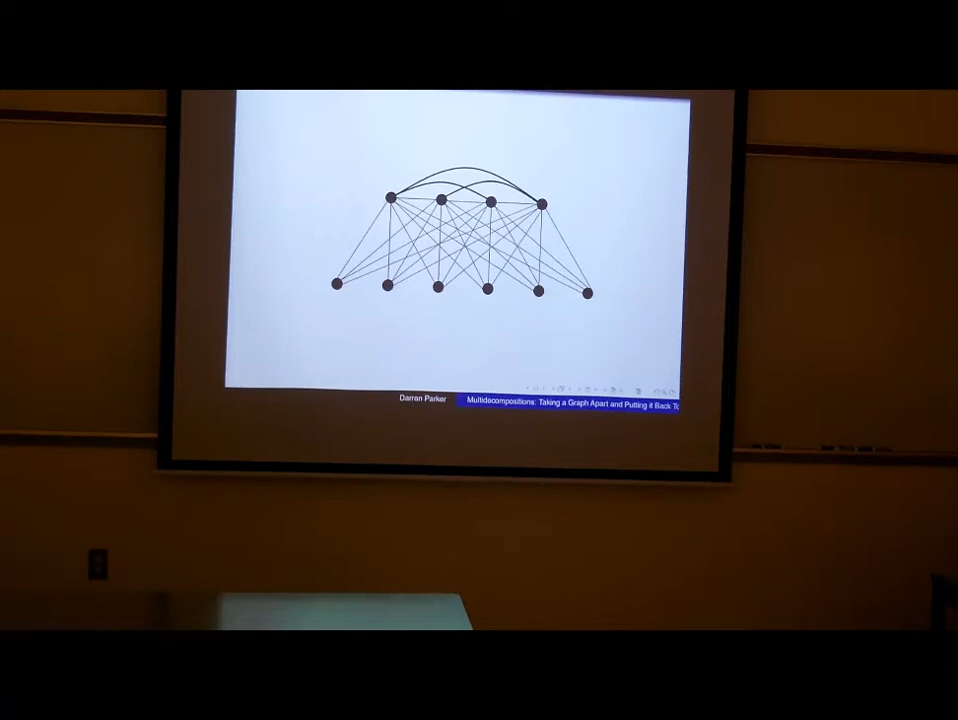 Darren Parker
Multidecompositions: Taking a Graph Apart and Putting it Back To